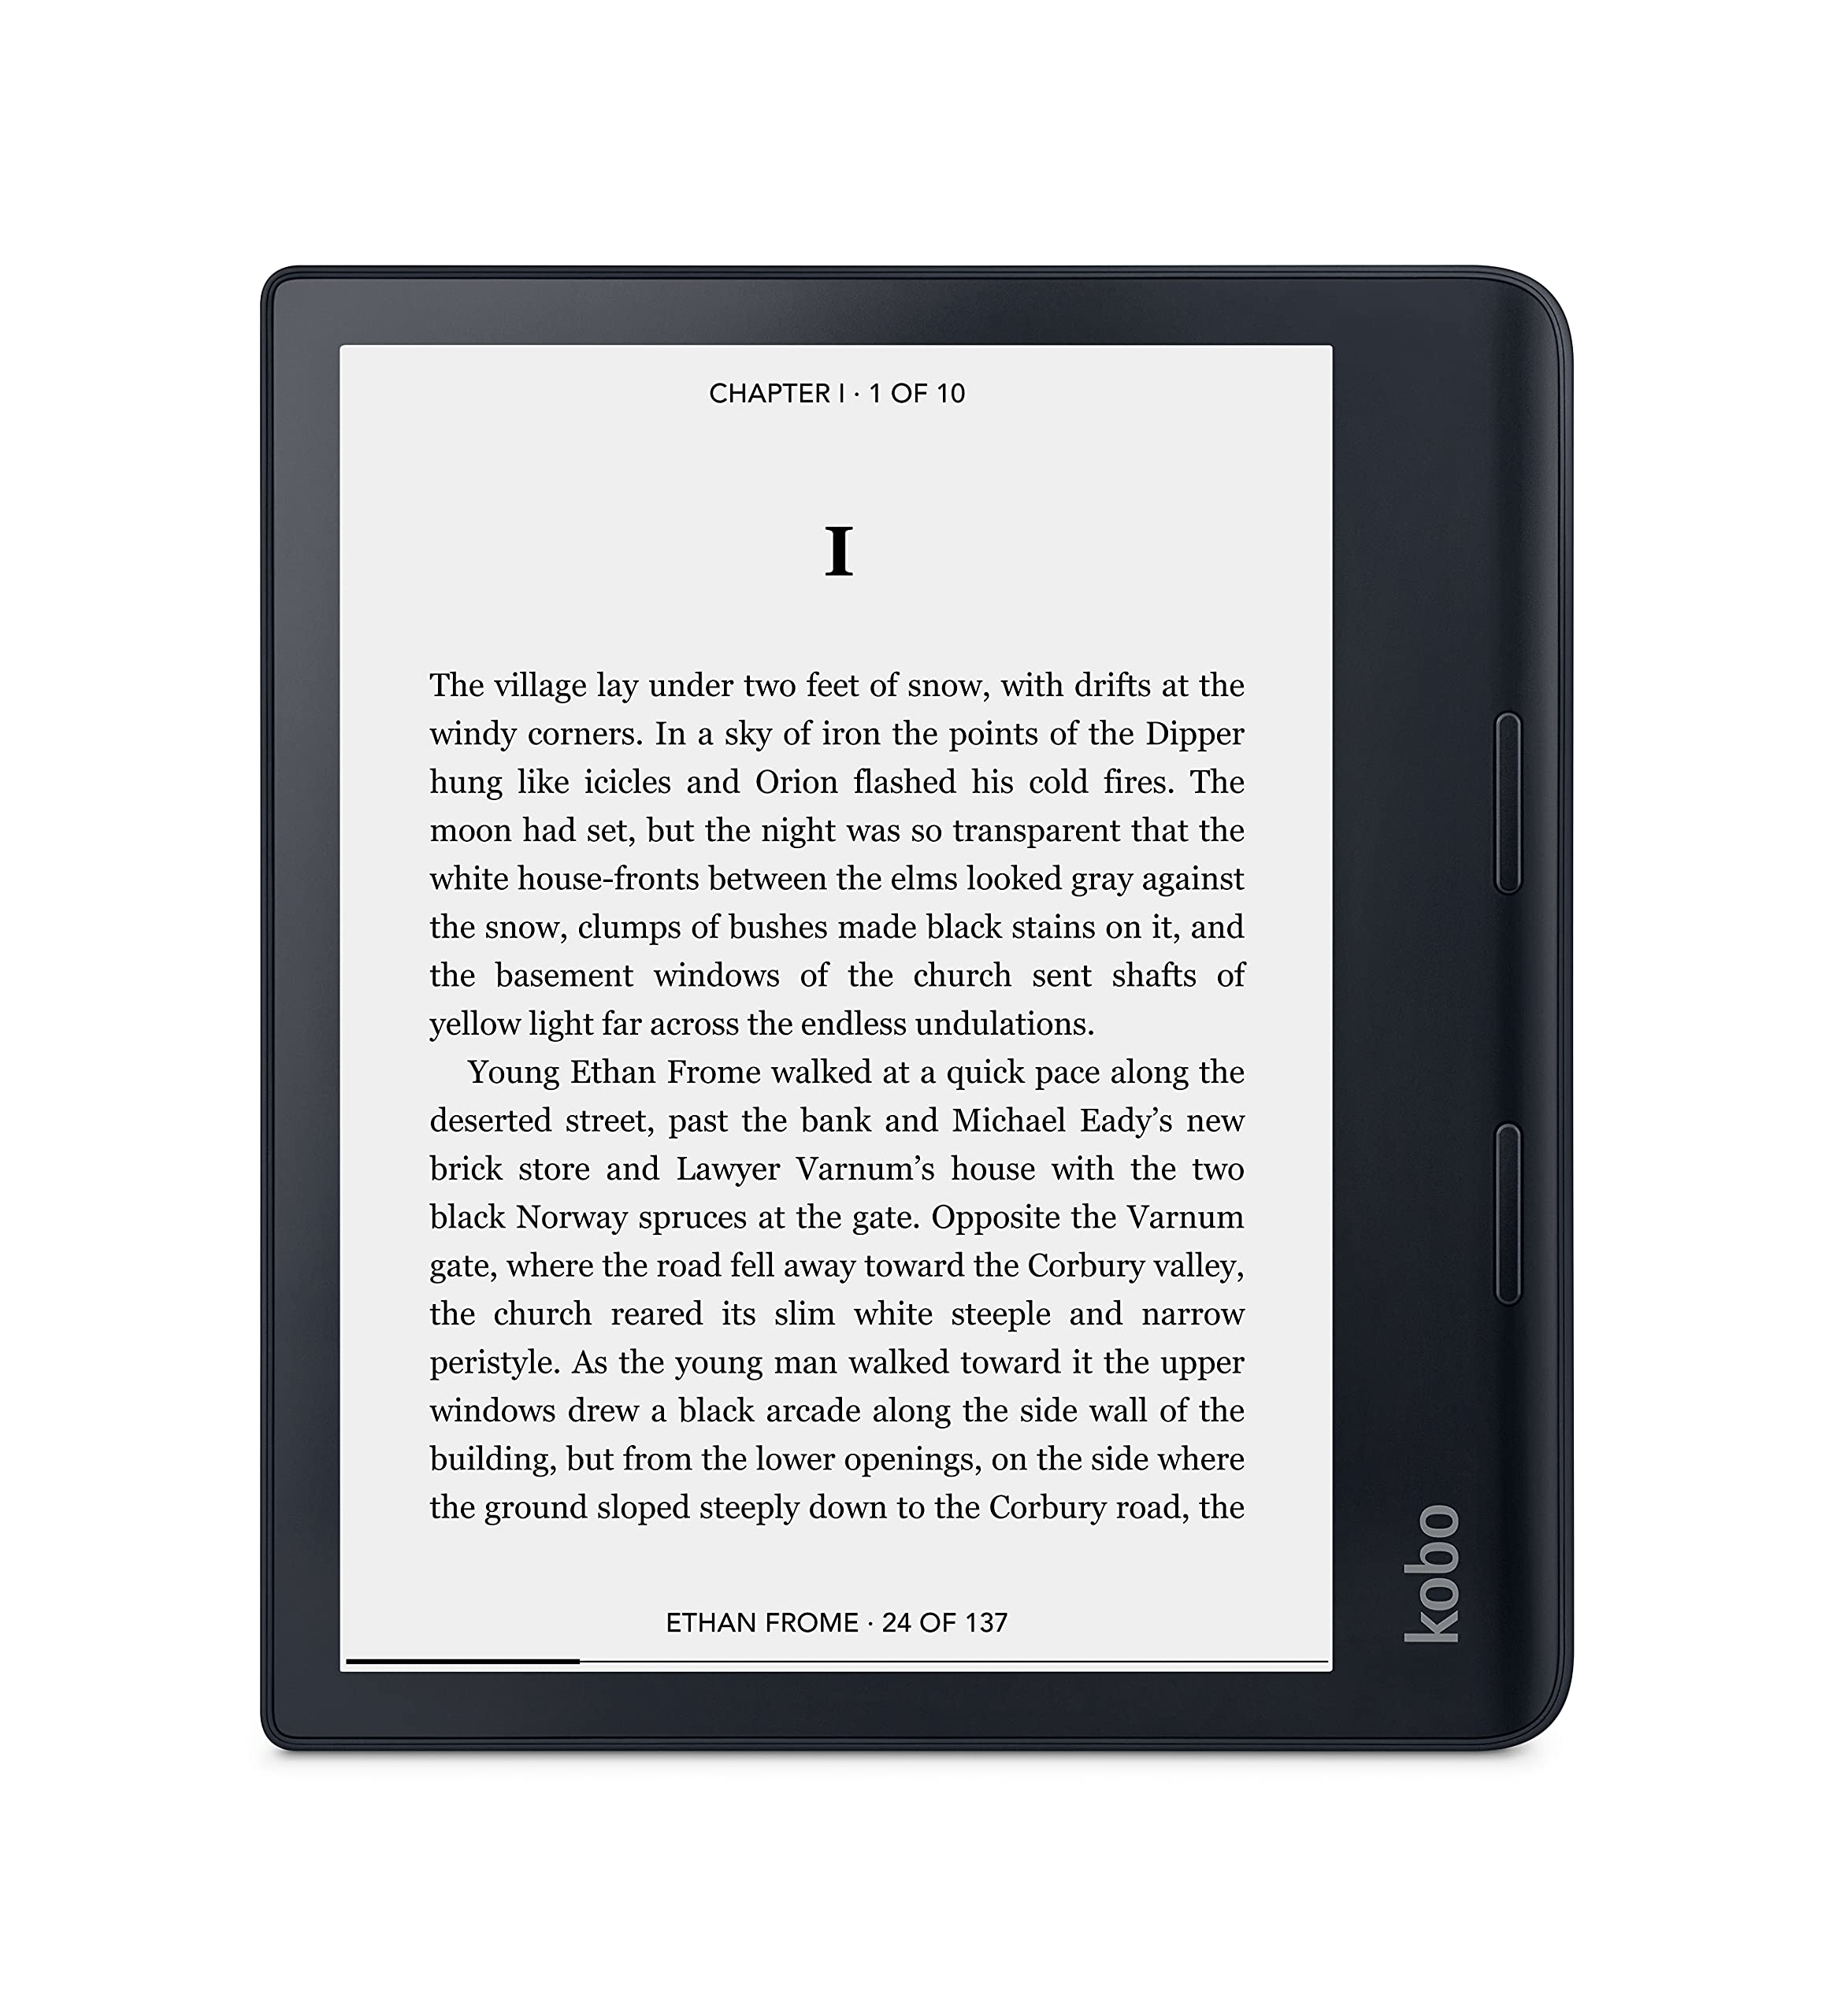 CHAPTER I · 1 OF 10
I
The village lay under two feet of snow, with drifts at the
windy corners. In a sky of iron the points of the Dipper
hung like icicles and Orion flashed his cold fires. The
moon had set, but the night was so transparent that the
white house-fronts between the elms looked gray against
the snow, clumps of bushes made black stains on it, and
the basement windows of the church sent shafts of
yellow light far across the endless undulations.
Young Ethan Frome walked at a quick pace along the
deserted street, past the bank and Michael Eady’s new
brick store and Lawyer Varnum’s house with the two
black Norway spruces at the gate. Opposite the Varnum
gate, where the road fell away toward the Corbury valley,
the church reared its slim white steeple and narrow
peristyle. As the young man walked toward it the upper
windows drew a black arcade along the side wall of the
building, but from the lower openings, on the side where
the ground sloped steeply down to the Corbury road, the
ETHAN FROME · 24 OF 137
kobo